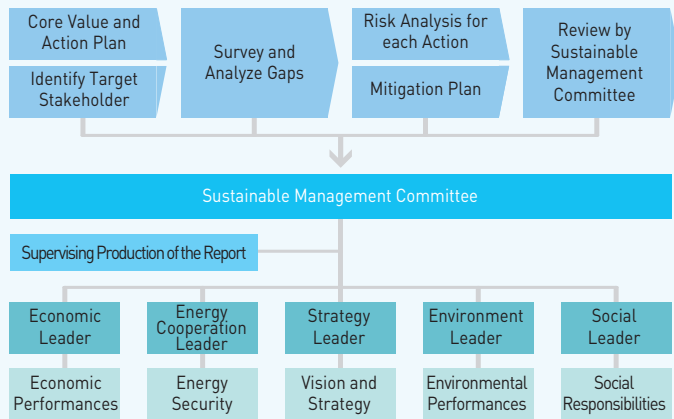 Core Value and
Action Plan
Identify Target
Stakeholder
Survey and
Analyze Gaps
Risk Analysis for
each Action
Mitigation Plan
Review by
Sustainable
Management
Committee
Sustainable Management Committee
Supervising Production of the Report
Economic
Leader
Energy
Cooperation
Leader
Strategy
Leader
Environment
Leader
Social
Leader
Economic
Performances
Energy
Security
Vision and
Strategy
Environmental
Performances
Social
Responsibilities